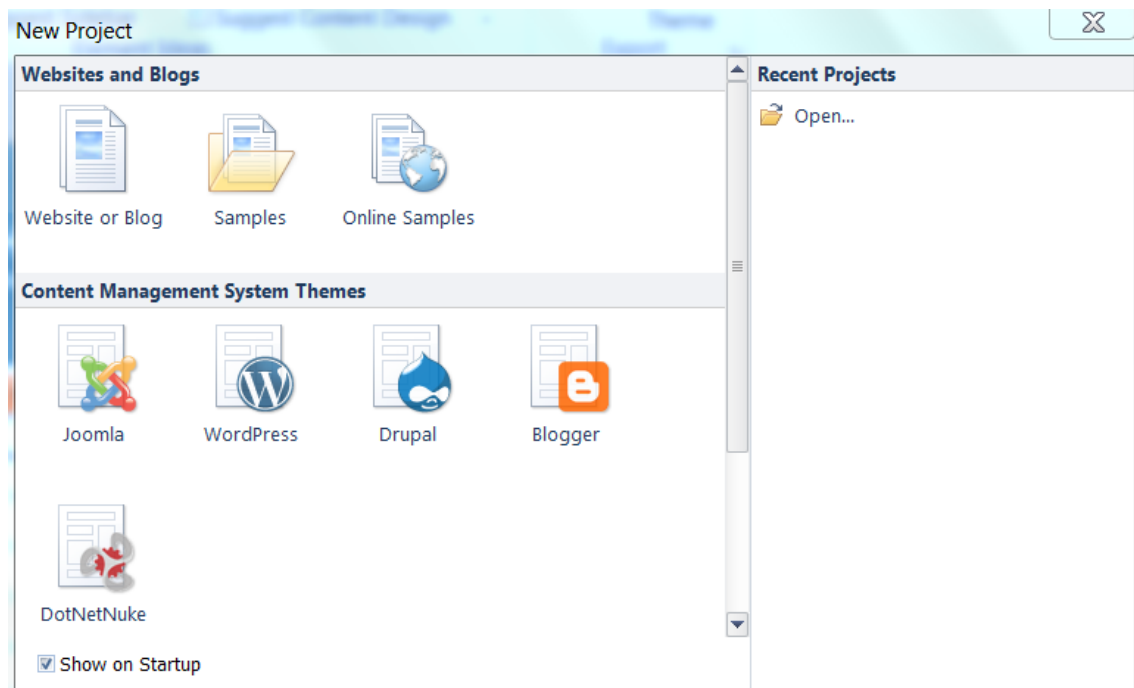 New Project
Websites and Blogs
Website or Blog
Samples
Online Samples
Content Management System Themes
Joomla
WordPress
Drupal
Blogger
DotNetNuke
Show on Startup
Recent Projects
Open...